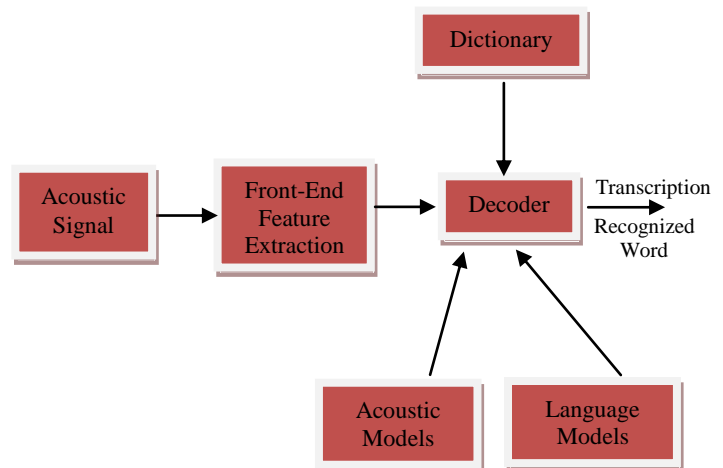 Dictionary
Acoustic
Signal
Front-End
Feature
Extraction
Decoder
Transcription
Recognized
Word
Acoustic
Models
Language
Models